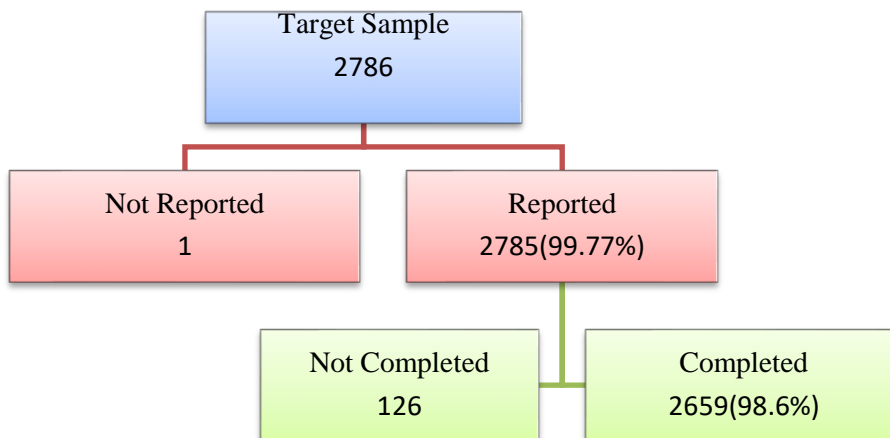 Target Sample
2786
Not Reported
1
Reported
2785(99.77%)
Not Completed
126
Completed
2659(98.6%)